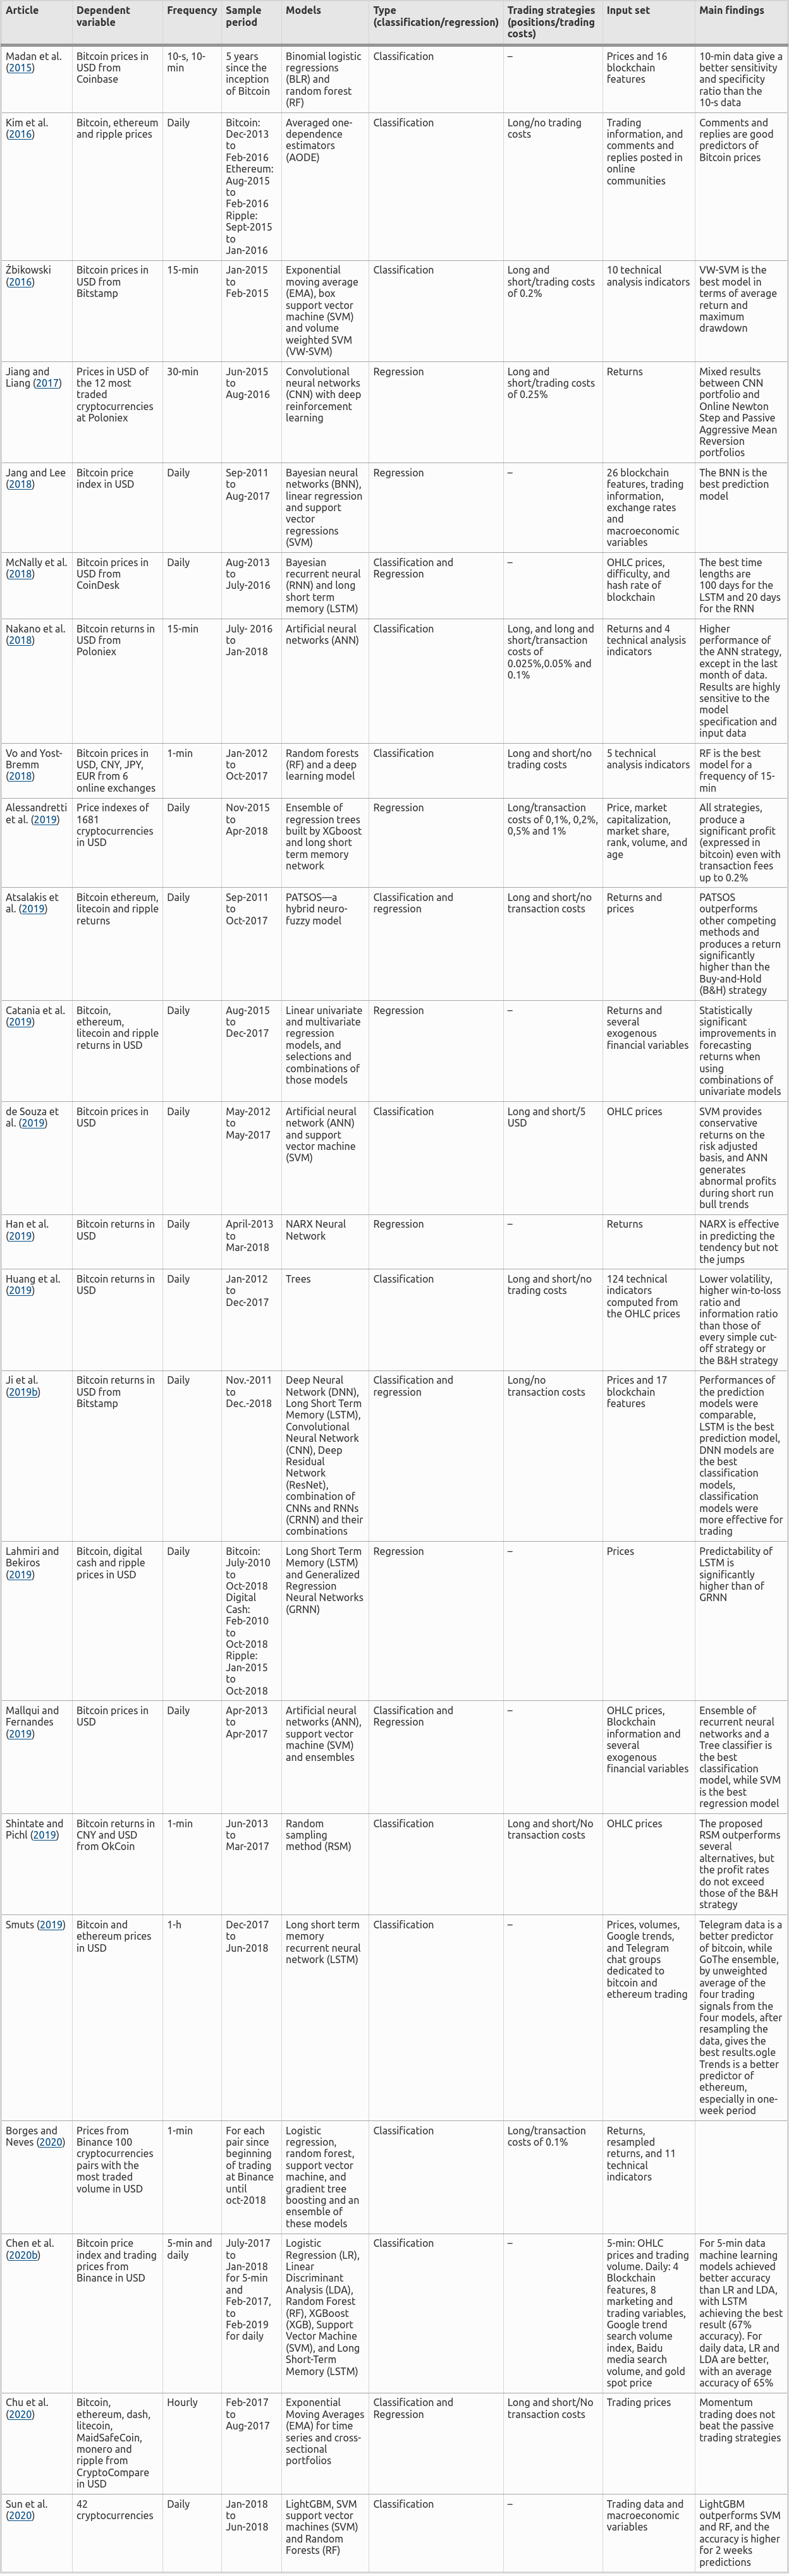 Article
Dependent
variable
Frequency
Sample
period
Models
Type
(classification/regression)
Trading strategies
(positions/trading
costs)
Input set
Main findings
Madan et al.
(2015)
Bitcoin prices in
USD from
Coinbase
10-s, 10-
min
5 years
since the
inception
of Bitcoin
Binomial logistic
regressions
(BLR) and
random forest
(RF)
Classification
–
Prices and 16
blockchain
features
10-min data give a
better sensitivity
and specificity
ratio than the
10-s data
Kim et al.
(2016)
Bitcoin, ethereum
and ripple prices
Daily
Bitcoin:
Dec-2013
to
Feb-2016
Ethereum:
Aug-2015
to
Feb-2016
Ripple:
Sept-2015
to
Jan-2016
Averaged one-
dependence
estimators
(AODE)
Classification
Long/no trading
costs
Trading
information, and
comments and
replies posted in
online
communities
Comments and
replies are good
predictors of
Bitcoin prices
Żbikowski
(2016)
Bitcoin prices in
USD from
Bitstamp
15-min
Jan-2015
to
Feb-2015
Exponential
moving average
(EMA), box
support vector
machine (SVM)
and volume
weighted SVM
(VW-SVM)
Classification
Long and
short/trading costs
of 0.2%
10 technical
analysis indicators
VW-SVM is the
best model in
terms of average
return and
maximum
drawdown
Jiang and
Liang (2017)
Prices in USD of
the 12 most
traded
cryptocurrencies
at Poloniex
30-min
Jun-2015
to
Aug-2016
Convolutional
neural networks
(CNN) with deep
reinforcement
learning
Regression
Long and
short/trading costs
of 0.25%
Returns
Mixed results
between CNN
portfolio and
Online Newton
Step and Passive
Aggressive Mean
Reversion
portfolios
Jang and Lee
(2018)
Bitcoin price
index in USD
Daily
Sep-2011
to
Aug-2017
Bayesian neural
networks (BNN),
linear regression
and support
vector
regressions
(SVM)
Regression
–
26 blockchain
features, trading
information,
exchange rates
and
macroeconomic
variables
The BNN is the
best prediction
model
McNally et al.
(2018)
Bitcoin prices in
USD from
CoinDesk
Daily
Aug-2013
to
July-2016
Bayesian
recurrent neural
(RNN) and long
short term
memory (LSTM)
Classification and
Regression
–
OHLC prices,
difficulty, and
hash rate of
blockchain
The best time
lengths are
100 days for the
LSTM and 20 days
for the RNN
Nakano et al.
(2018)
Bitcoin returns in
USD from
Poloniex
15-min
July- 2016
to
Jan-2018
Artificial neural
networks (ANN)
Classification
Long, and long and
short/transaction
costs of
0.025%,0.05% and
0.1%
Returns and 4
technical analysis
indicators
Higher
performance of
the ANN strategy,
except in the last
month of data.
Results are highly
sensitive to the
model
specification and
input data
Vo and Yost-
Bremm
(2018)
Bitcoin prices in
USD, CNY, JPY,
EUR from 6
online exchanges
1-min
Jan-2012
to
Oct-2017
Random forests
(RF) and a deep
learning model
Classification
Long and short/no
trading costs
5 technical
analysis indicators
RF is the best
model for a
frequency of 15-
min
Alessandretti
et al. (2019)
Price indexes of
1681
cryptocurrencies
in USD
Daily
Nov-2015
to
Apr-2018
Ensemble of
regression trees
built by XGboost
and long short
term memory
network
Regression
Long/transaction
costs of 0,1%, 0,2%,
0,5% and 1%
Price, market
capitalization,
market share,
rank, volume, and
age
All strategies,
produce a
significant profit
(expressed in
bitcoin) even with
transaction fees
up to 0.2%
Atsalakis et
al. (2019)
Bitcoin ethereum,
litecoin and ripple
returns
Daily
Sep-2011
to
Oct-2017
PATSOS—a
hybrid neuro-
fuzzy model
Classification and
regression
Long and short/no
transaction costs
Returns and
prices
PATSOS
outperforms
other competing
methods and
produces a return
significantly
higher than the
Buy-and-Hold
(B&H) strategy
Catania et al.
(2019)
Bitcoin,
ethereum,
litecoin and ripple
returns in USD
Daily
Aug-2015
to
Dec-2017
Linear univariate
and multivariate
regression
models, and
selections and
combinations of
those models
Regression
–
Returns and
several
exogenous
financial variables
Statistically
significant
improvements in
forecasting
returns when
using
combinations of
univariate models
de Souza et
al. (2019)
Bitcoin prices in
USD
Daily
May-2012
to
May-2017
Artificial neural
network (ANN)
and support
vector machine
(SVM)
Classification
Long and short/5
USD
OHLC prices
SVM provides
conservative
returns on the
risk adjusted
basis, and ANN
generates
abnormal profits
during short run
bull trends
Han et al.
(2019)
Bitcoin returns in
USD
Daily
April-2013
to
Mar-2018
NARX Neural
Network
Regression
–
Returns
NARX is effective
in predicting the
tendency but not
the jumps
Huang et al.
(2019)
Bitcoin returns in
USD
Daily
Jan-2012
to
Dec-2017
Trees
Classification
Long and short/no
trading costs
124 technical
indicators
computed from
the OHLC prices
Lower volatility,
higher win-to-loss
ratio and
information ratio
than those of
every simple cut-
off strategy or
the B&H strategy
Ji et al.
(2019b)
Bitcoin returns in
USD from
Bitstamp
Daily
Nov.-2011
to
Dec.-2018
Deep Neural
Network (DNN),
Long Short Term
Memory (LSTM),
Convolutional
Neural Network
(CNN), Deep
Residual
Network
(ResNet),
combination of
CNNs and RNNs
(CRNN) and their
combinations
Classification and
regression
Long/no
transaction costs
Prices and 17
blockchain
features
Performances of
the prediction
models were
comparable,
LSTM is the best
prediction model,
DNN models are
the best
classification
models,
classification
models were
more effective for
trading
Lahmiri and
Bekiros
(2019)
Bitcoin, digital
cash and ripple
prices in USD
Daily
Bitcoin:
July-2010
to
Oct-2018
Digital
Cash:
Feb-2010
to
Oct-2018
Ripple:
Jan-2015
to
Oct-2018
Long Short Term
Memory (LSTM)
and Generalized
Regression
Neural Networks
(GRNN)
Regression
–
Prices
Predictability of
LSTM is
significantly
higher than of
GRNN
Mallqui and
Fernandes
(2019)
Bitcoin prices in
USD
Daily
Apr-2013
to
Apr-2017
Artificial neural
networks (ANN),
support vector
machine (SVM)
and ensembles
Classification and
Regression
–
OHLC prices,
Blockchain
information and
several
exogenous
financial variables
Ensemble of
recurrent neural
networks and a
Tree classifier is
the best
classification
model, while SVM
is the best
regression model
Shintate and
Pichl (2019)
Bitcoin returns in
CNY and USD
from OkCoin
1-min
Jun-2013
to
Mar-2017
Random
sampling
method (RSM)
Classification
Long and short/No
transaction costs
OHLC prices
The proposed
RSM outperforms
several
alternatives, but
the profit rates
do not exceed
those of the B&H
strategy
Smuts (2019)
Bitcoin and
ethereum prices
in USD
1-h
Dec-2017
to
Jun-2018
Long short term
memory
recurrent neural
network (LSTM)
Classification
–
Prices, volumes,
Google trends,
and Telegram
chat groups
dedicated to
bitcoin and
ethereum trading
Telegram data is a
better predictor
of bitcoin, while
GoThe ensemble,
by unweighted
average of the
four trading
signals from the
four models, after
resampling the
data, gives the
best results.ogle
Trends is a better
predictor of
ethereum,
especially in one-
week period
Borges and
Neves (2020)
Prices from
Binance 100
cryptocurrencies
pairs with the
most traded
volume in USD
1-min
For each
pair since
beginning
of trading
at Binance
until
oct-2018
Logistic
regression,
random forest,
support vector
machine, and
gradient tree
boosting and an
ensemble of
these models
Classification
Long/transaction
costs of 0.1%
Returns,
resampled
returns, and 11
technical
indicators
Chen et al.
(2020b)
Bitcoin price
index and trading
prices from
Binance in USD
5-min and
daily
July-2017
to
Jan-2018
for 5-min
and
Feb-2017,
to
Feb-2019
for daily
Logistic
Regression (LR),
Linear
Discriminant
Analysis (LDA),
Random Forest
(RF), XGBoost
(XGB), Support
Vector Machine
(SVM), and Long
Short-Term
Memory (LSTM)
Classification
–
5-min: OHLC
prices and trading
volume. Daily: 4
Blockchain
features, 8
marketing and
trading variables,
Google trend
search volume
index, Baidu
media search
volume, and gold
spot price
For 5-min data
machine learning
models achieved
better accuracy
than LR and LDA,
with LSTM
achieving the best
result (67%
accuracy). For
daily data, LR and
LDA are better,
with an average
accuracy of 65%
Chu et al.
(2020)
Bitcoin,
ethereum, dash,
litecoin,
MaidSafeCoin,
monero and
ripple from
CryptoCompare
in USD
Hourly
Feb-2017
to
Aug-2017
Exponential
Moving Averages
(EMA) for time
series and cross-
sectional
portfolios
Classification and
Regression
Long and short/No
transaction costs
Trading prices
Momentum
trading does not
beat the passive
trading strategies
Sun et al.
(2020)
42
cryptocurrencies
Daily
Jan-2018
to
Jun-2018
LightGBM, SVM
support vector
machines (SVM)
and Random
Forests (RF)
Classification
–
Trading data and
macroeconomic
variables
LightGBM
outperforms SVM
and RF, and the
accuracy is higher
for 2 weeks
predictions